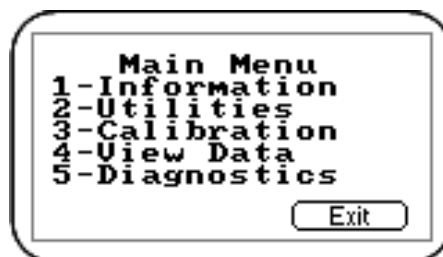 Main Menu
1-Information
2-Utilities
3-Calibration
4-View Data
5-Diagnostics
Exit